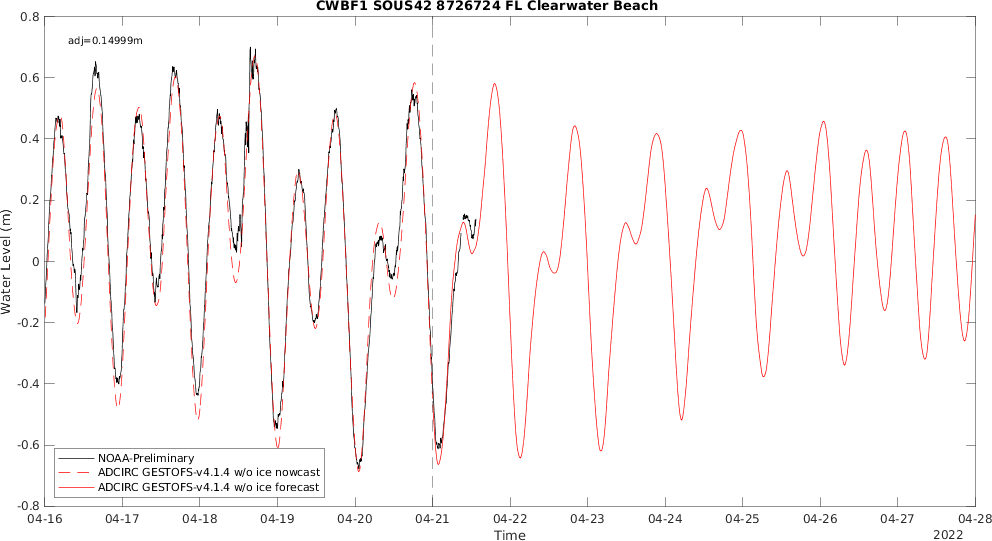 CWBF1 SOUS42 8726724 FL Clearwater Beach
adj=0.14999m
0.8
0.6
0.4
0.2
0
-0.2
-0.4
-0.6
-0.8
Water Level (m)
NOAA-Preliminary
ADCIRC GESTOFS-v4.1.4 w/o ice nowcast
ADCIRC GESTOFS-v4.1.4 w/o ice forecast
04-16 04-17 04-18 04-19 04-20 04-21 04-22 04-23 04-24 04-25 04-26 04-27 04-28
Time
2022